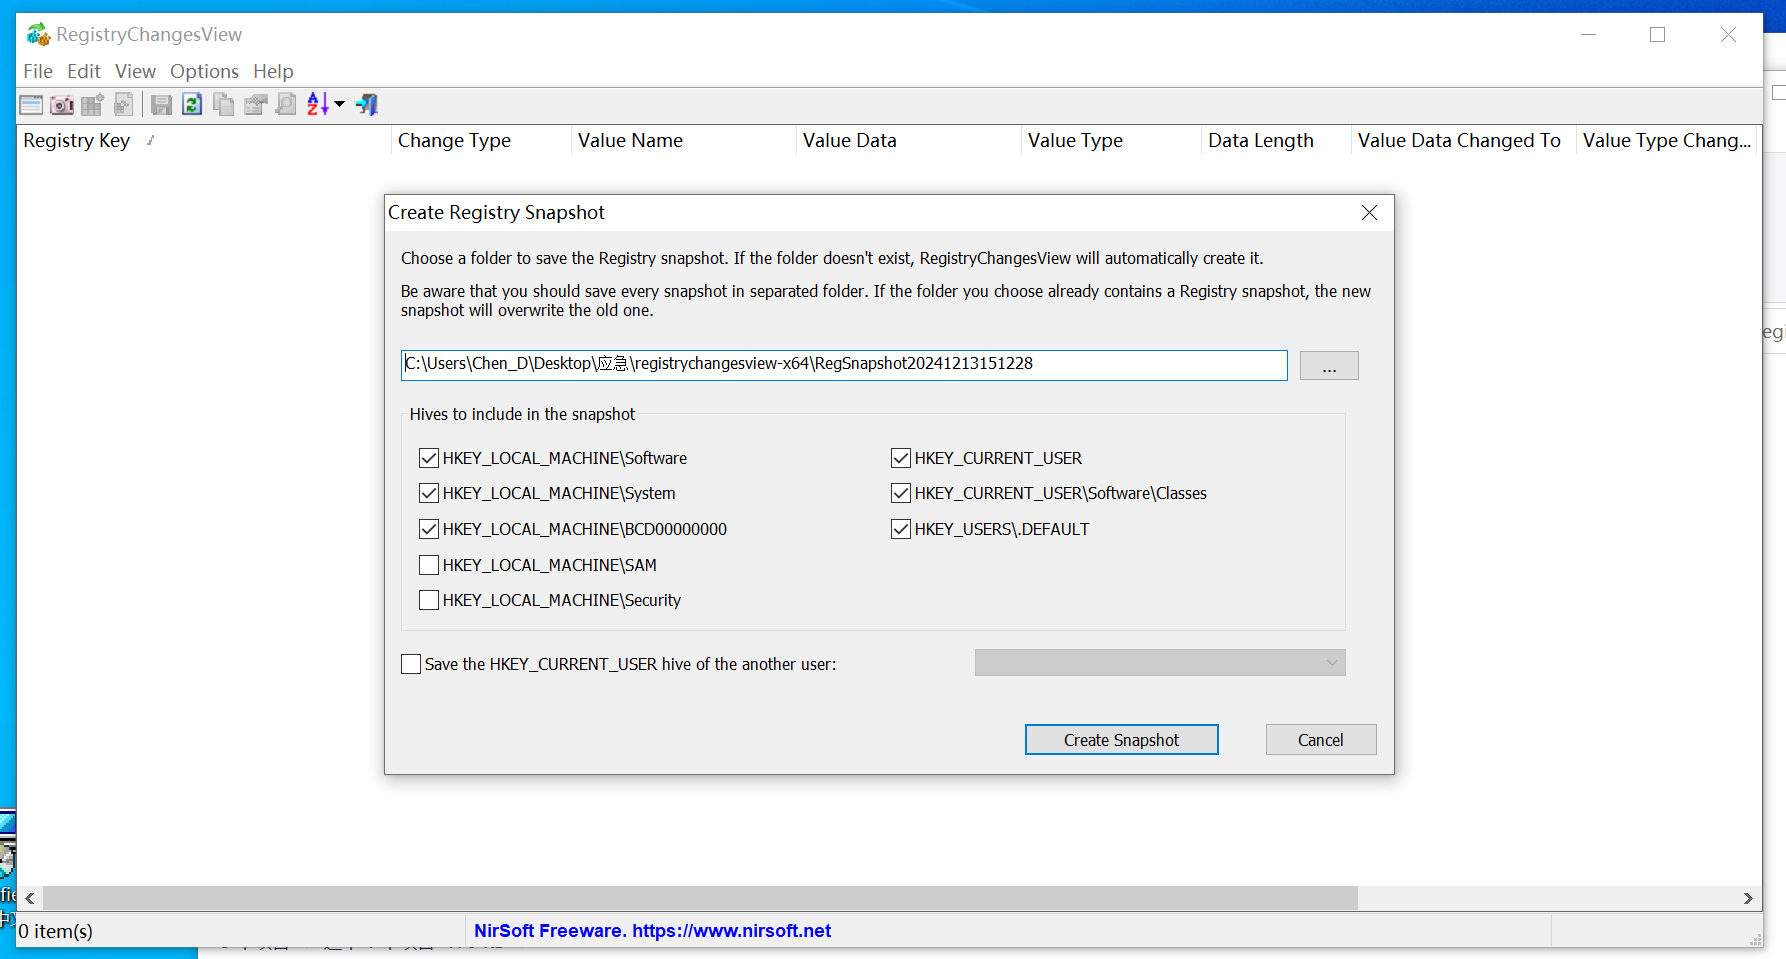 RegistryChangesView
File Edit View Options Help
Registry Key Change Type Value Name Value Data Value Type Data Length Value Data Changed To Value Type Chang...
Create Registry Snapshot
Choose a folder to save the Registry snapshot. If the folder doesn't exist, RegistryChangesView will automatically create it.
Be aware that you should save every snapshot in separated folder. If the folder you choose already contains a Registry snapshot, the new
snapshot will overwrite the old one.
C:\Users\Chen_D\Desktop\应急\registrychangesview-x64\RegSnapshot20241213151228
...
Hives to include in the snapshot
HKEY_LOCAL_MACHINE\Software HKEY_CURRENT_USER
HKEY_LOCAL_MACHINE\System HKEY_CURRENT_USER\Software\Classes
HKEY_LOCAL_MACHINE\BCD00000000 HKEY_USERS\.DEFAULT
HKEY_LOCAL_MACHINE\SAM
HKEY_LOCAL_MACHINE\Security
Save the HKEY_CURRENT_USER hive of the another user:
Create Snapshot Cancel
0 item(s) NirSoft Freeware. https://www.nirsoft.net